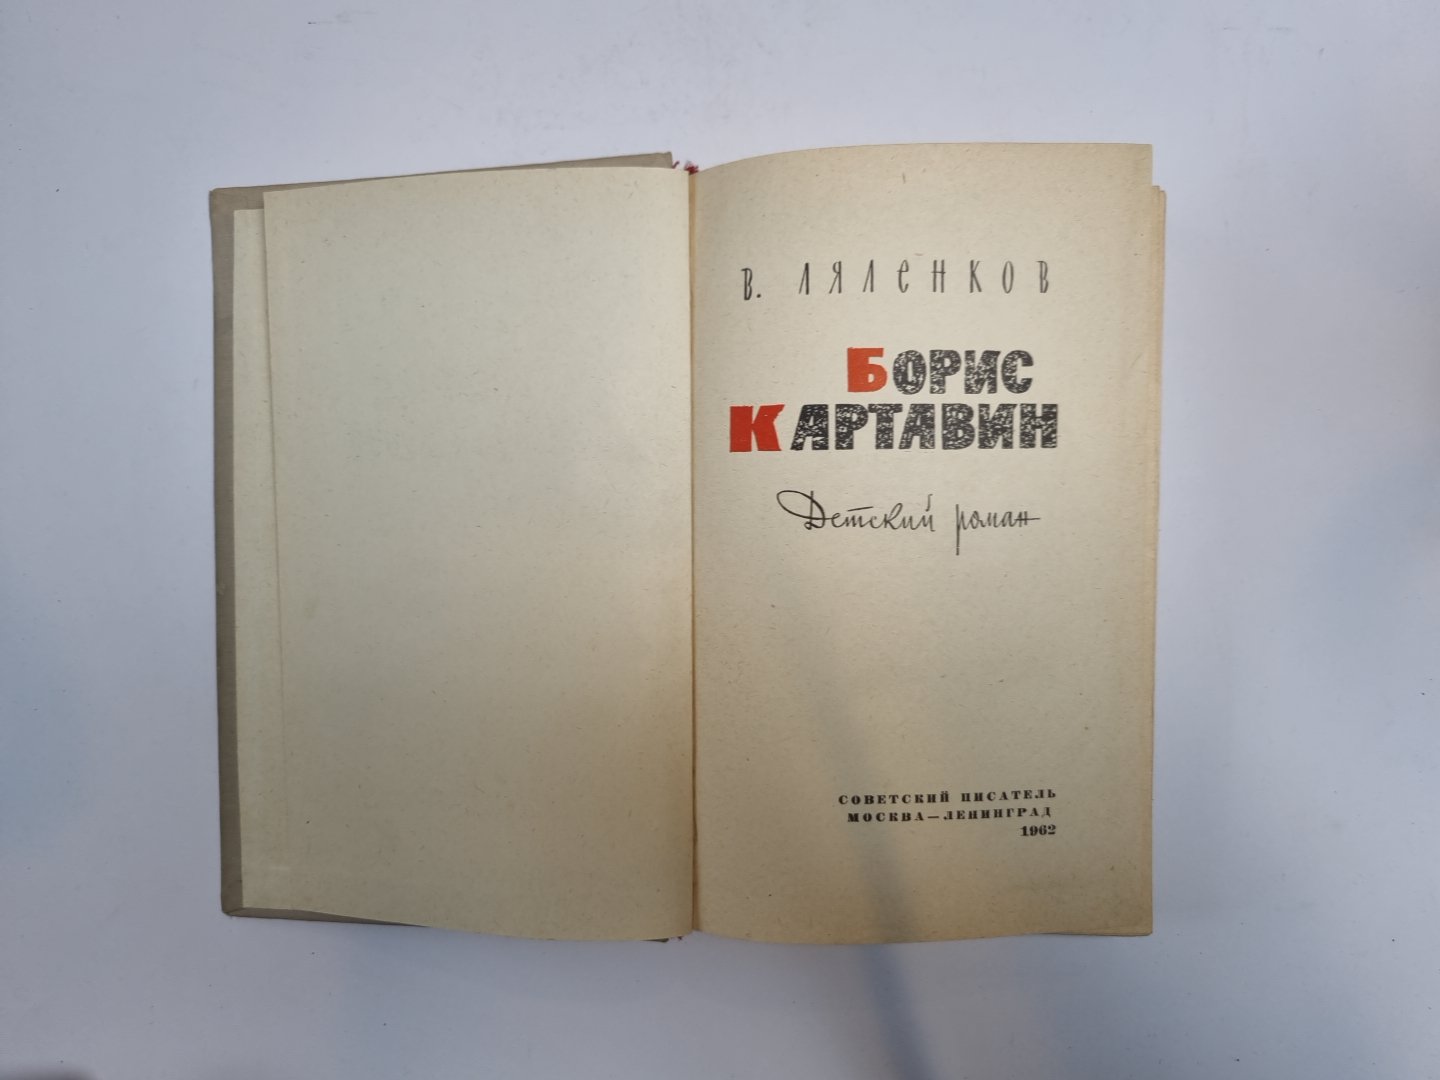 В. ЛЯЛЕНКОВ
БОРИС
КАРТАВИН
Детский роман
СОВЕТСКИЙ ПИСАТЕЛЬ
МОСКВА—ЛЕНИНГРАД
1962